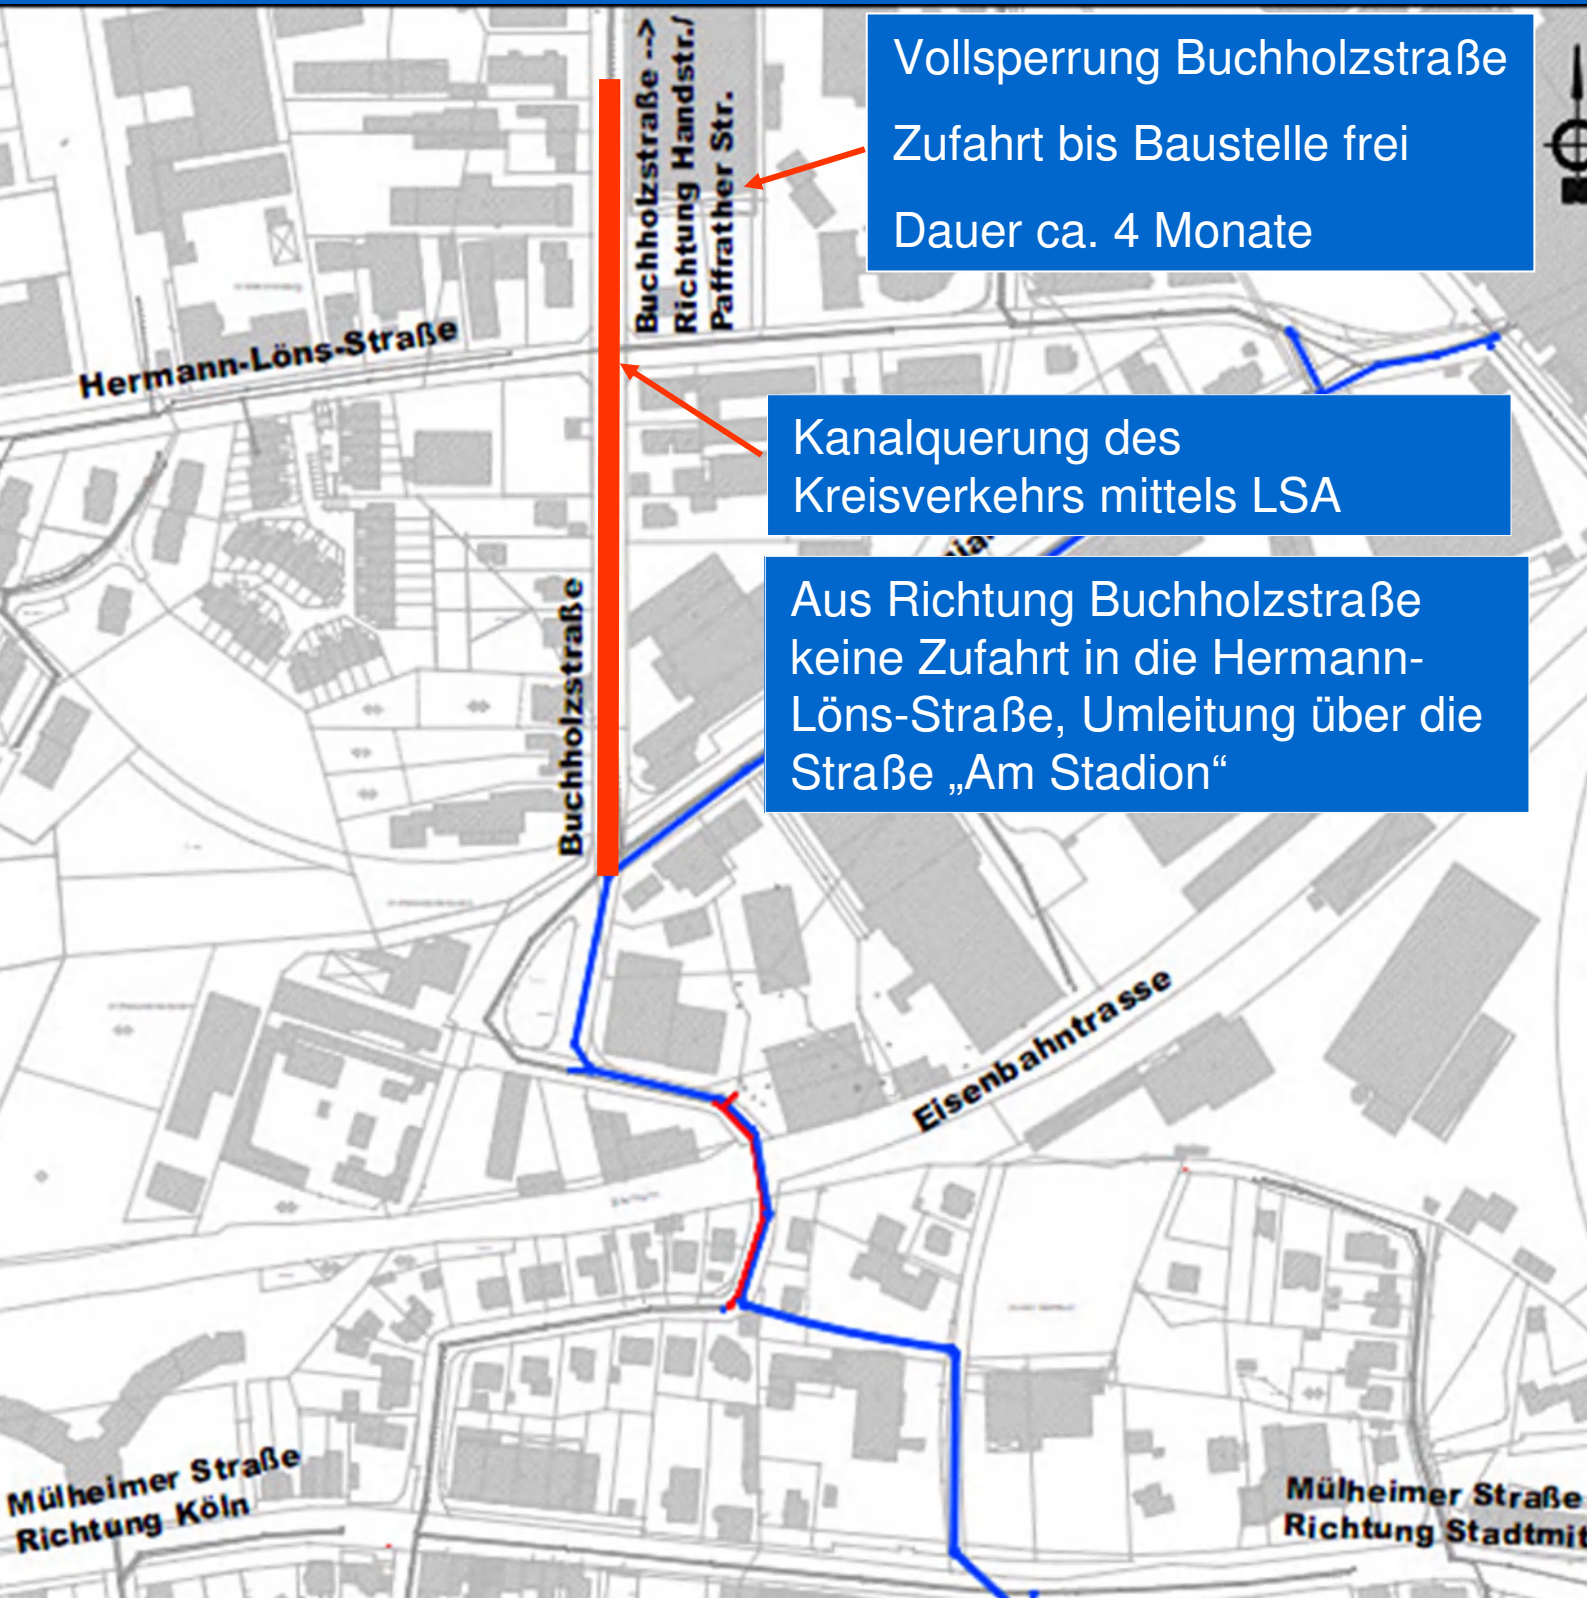 Vollsperrung Buchholzstraße
Zufahrt bis Baustelle frei
Dauer ca. 4 Monate
Buchholzstraße -->
Richtung Handstr./
Paffrather Str.
Hermann-Löns-Straße
Kanalquerung des
Kreisverkehrs mittels LSA
Aus Richtung Buchholzstraße
keine Zufahrt in die Hermann-
Löns-Straße, Umleitung über die
Straße „Am Stadion“
Buchholzstraße
Eisenbahntrasse
Mülheimer Straße
Richtung Köln
Mülheimer Straße
Richtung Stadtmit